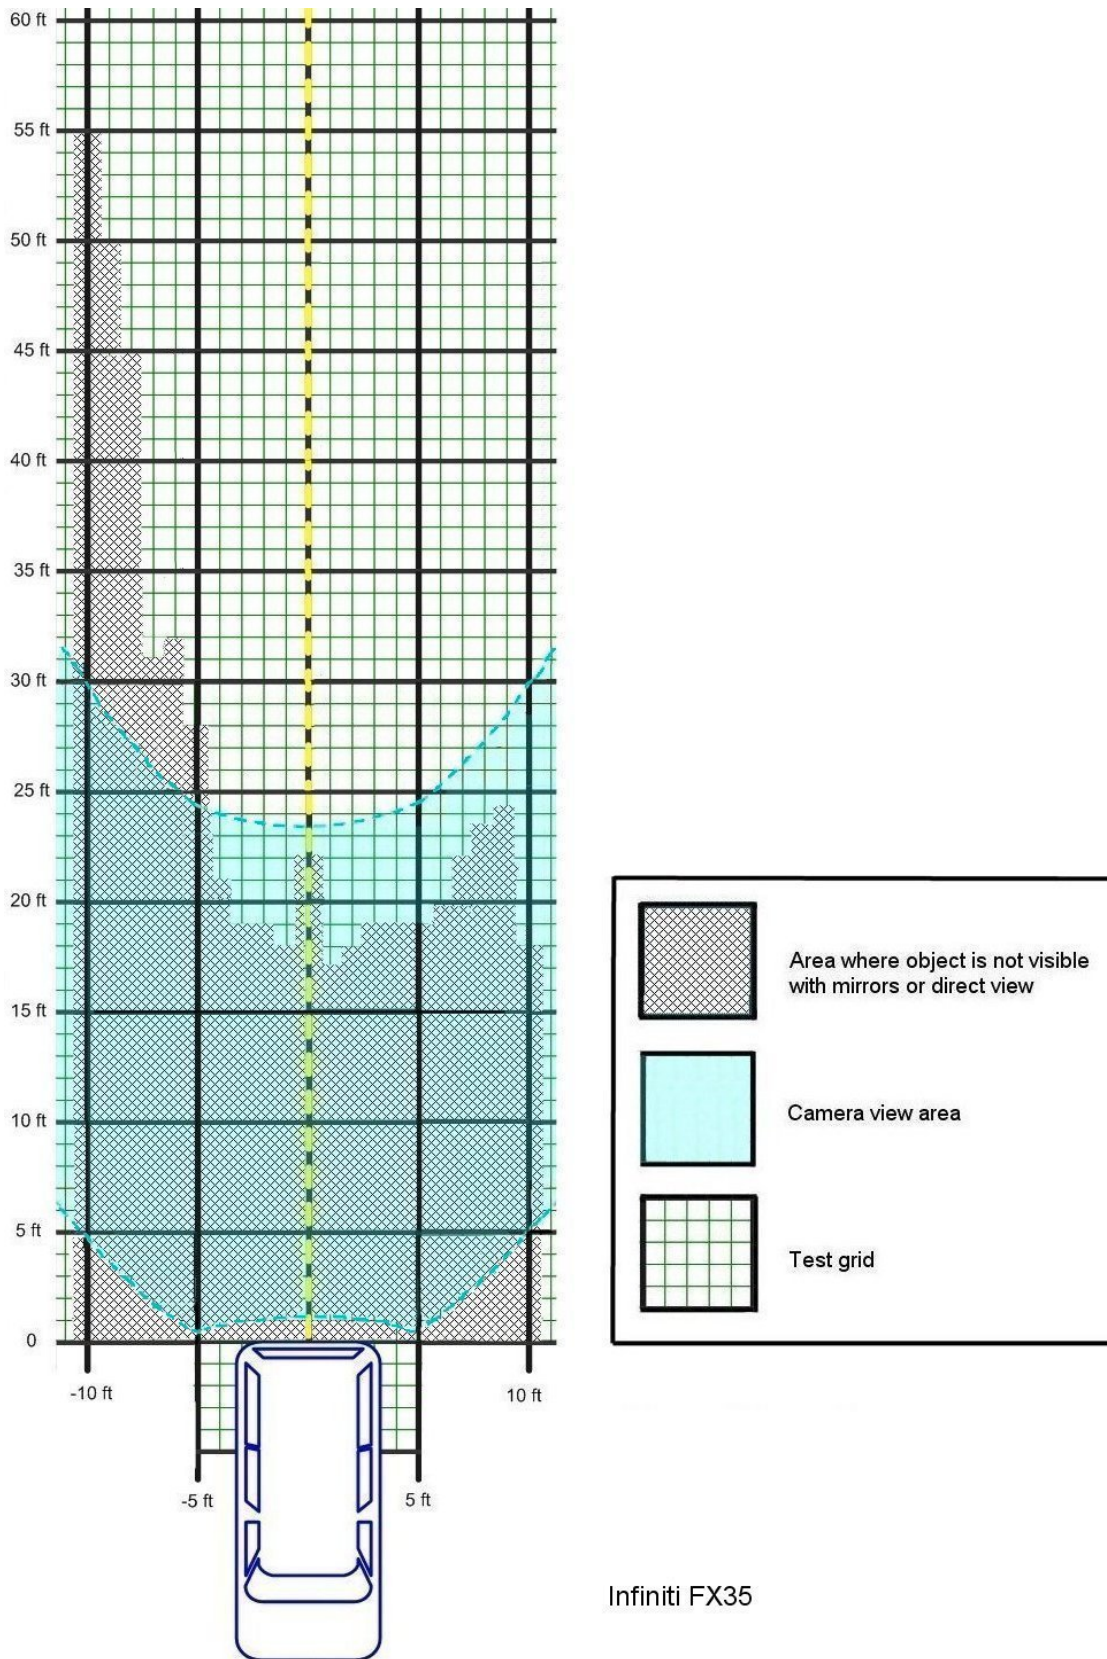 60 ft
55 ft
50 ft
45 ft
40 ft
35 ft
30 ft
25 ft
20 ft
15 ft
10 ft
5 ft
0
-10 ft
10 ft
-5 ft
5 ft
Area where object is not visible
with mirrors or direct view
Camera view area
Test grid
Infiniti FX35